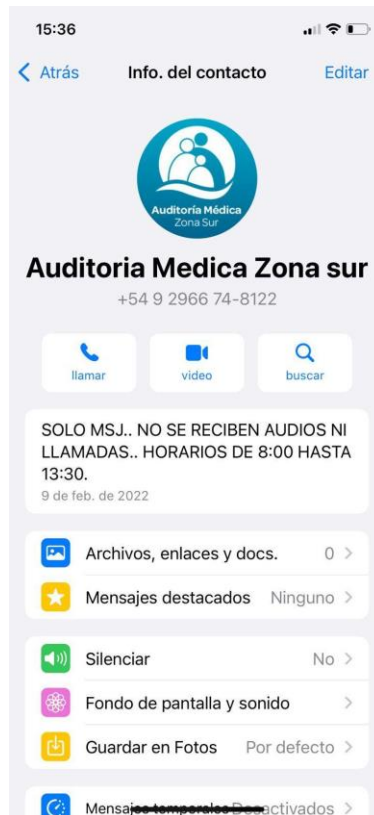 15:36
Atrás
Info. del contacto
Editar
Auditoría Médica
Zona Sur
Auditoria Medica Zona sur
+54 9 2966 74-8122
llamar
video
buscar
SOLO MSJ.. NO SE RECIBEN AUDIOS NI
LLAMADAS.. HORARIOS DE 8:00 HASTA
13:30.
9 de feb. de 2022
Archivos, enlaces y docs. 0
Mensajes destacados Ninguno
Silenciar No
Fondo de pantalla y sonido
Guardar en Fotos Por defecto
Mensajes temporales Desactivados